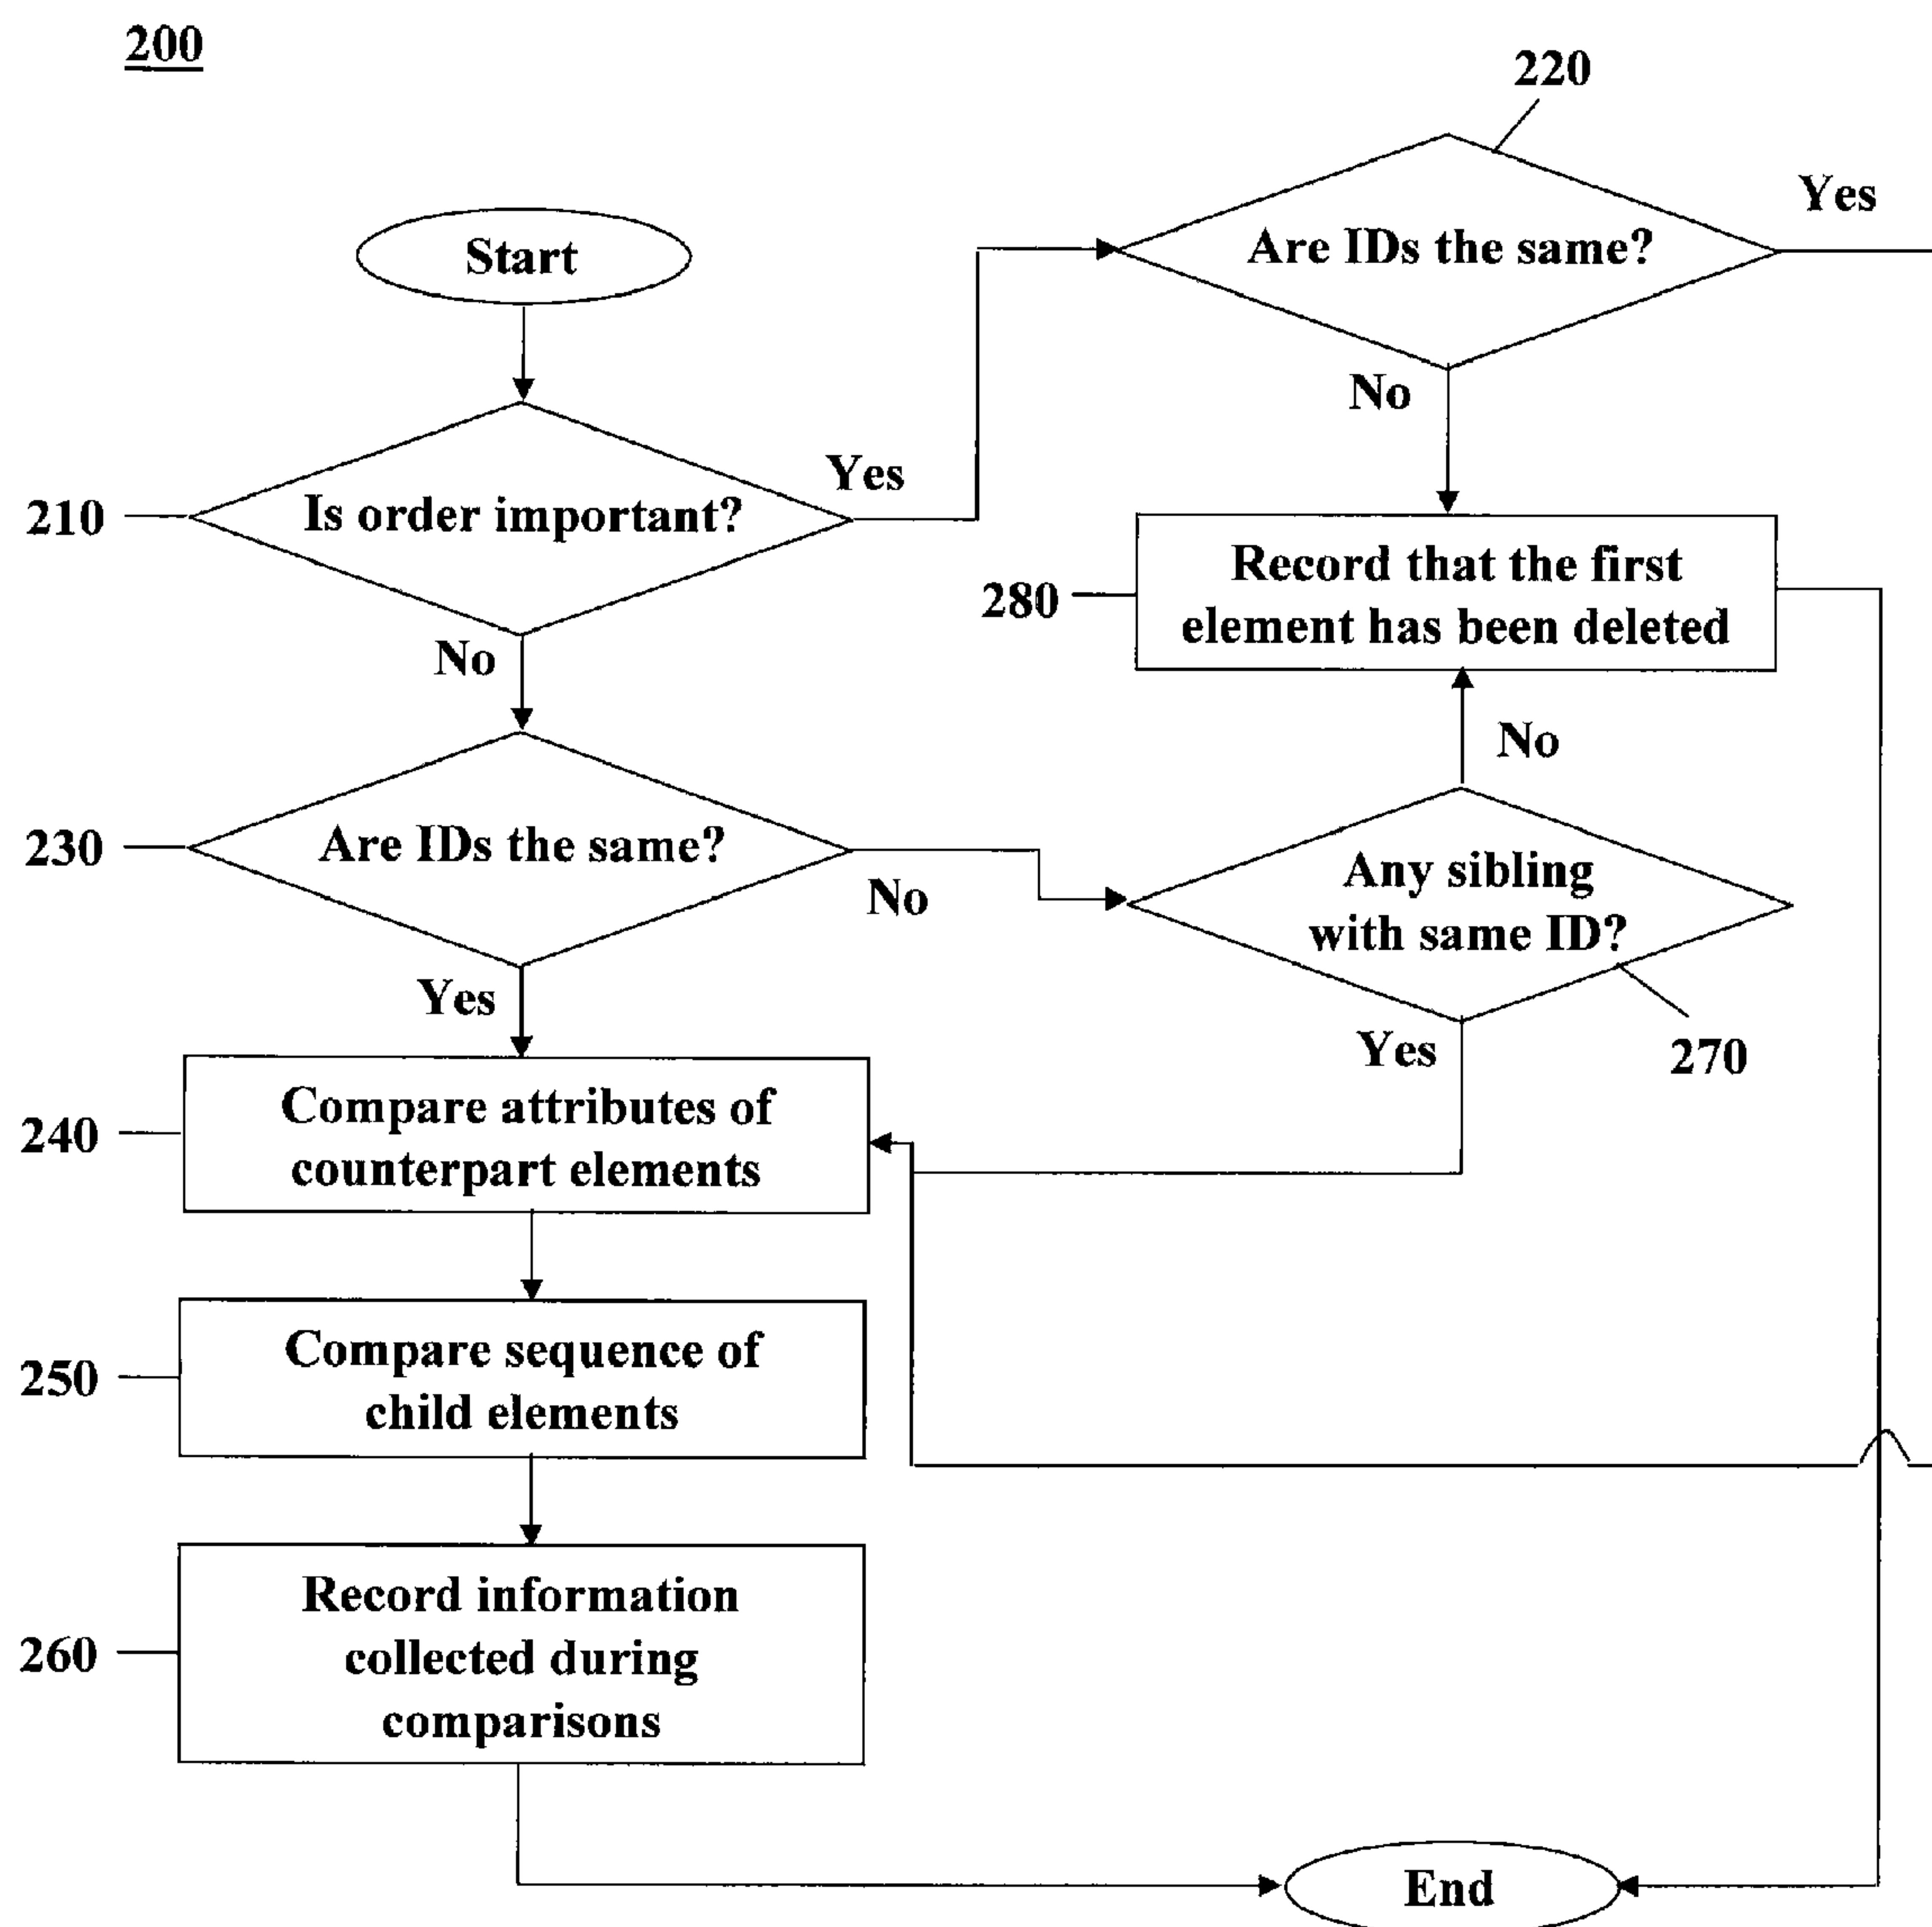 200
220
Yes
Are IDs the same?
Start
No
Yes
Is order important?
210
Record that the first
element has been deleted
280
No
No
230
Are IDs the same?
No
Any sibling
with same ID?
Yes
Yes
270
240
Compare attributes of
counterpart elements
250
Compare sequence of
child elements
260
Record information
collected during
comparisons
End